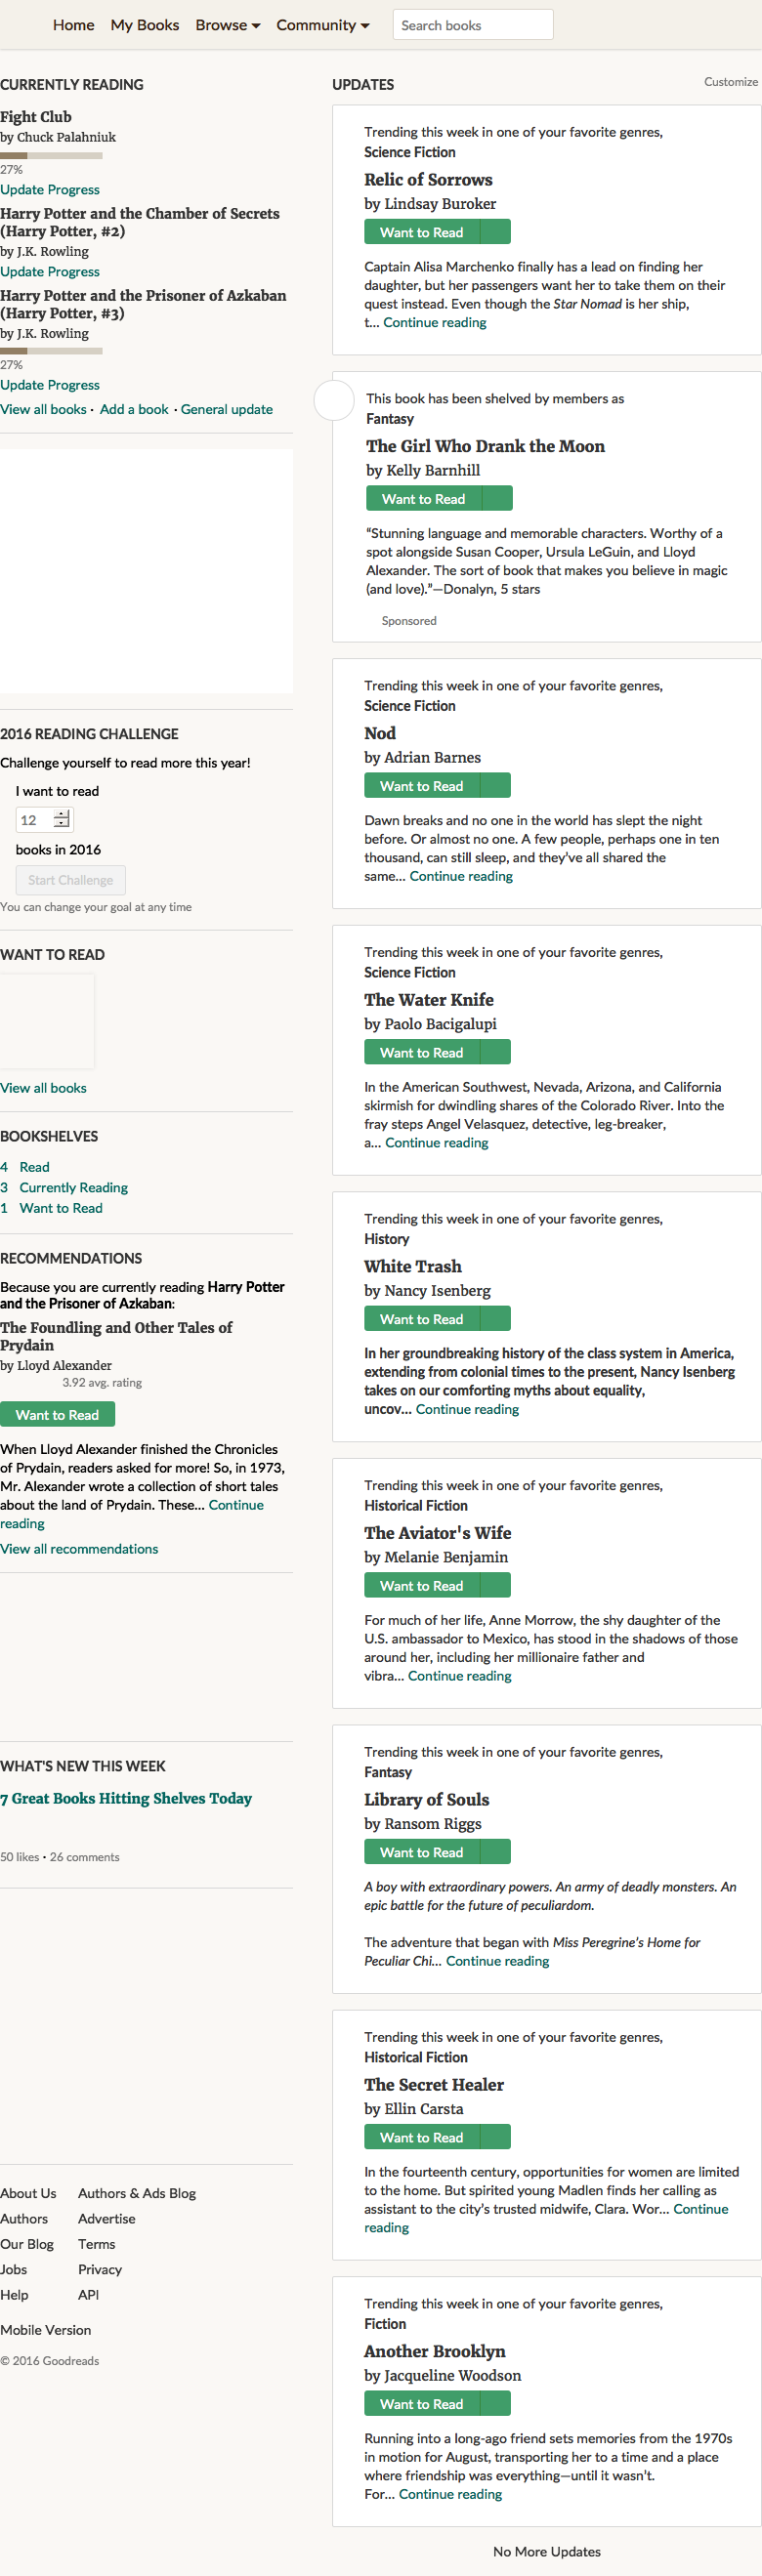 Home My Books Browse Community Search books
CURRENTLY READING
Fight Club
by Chuck Palahniuk
27%
Update Progress
Harry Potter and the Chamber of Secrets
(Harry Potter, #2)
by J.K. Rowling
Update Progress
Harry Potter and the Prisoner of Azkaban
(Harry Potter, #3)
by J.K. Rowling
27%
Update Progress
View all books · Add a book · General update
2016 READING CHALLENGE
Challenge yourself to read more this year!
I want to read
12
books in 2016
Start Challenge
You can change your goal at any time
WANT TO READ
View all books
BOOKSHELVES
4 Read
3 Currently Reading
1 Want to Read
RECOMMENDATIONS
Because you are currently reading Harry Potter
and the Prisoner of Azkaban:
The Foundling and Other Tales of
Prydain
by Lloyd Alexander
3.92 avg. rating
Want to Read
When Lloyd Alexander finished the Chronicles
of Prydain, readers asked for more! So, in 1973,
Mr. Alexander wrote a collection of short tales
about the land of Prydain. These... Continue
reading
View all recommendations
WHAT'S NEW THIS WEEK
7 Great Books Hitting Shelves Today
50 likes · 26 comments
About Us Authors & Ads Blog
Authors Advertise
Our Blog Terms
Jobs Privacy
Help API
Mobile Version
© 2016 Goodreads
UPDATES Customize
Trending this week in one of your favorite genres,
Science Fiction
Relic of Sorrows
by Lindsay Buroker
Want to Read
Captain Alisa Marchenko finally has a lead on finding her
daughter, but her passengers want her to take them on their
quest instead. Even though the Star Nomad is her ship,
t... Continue reading
This book has been shelved by members as
Fantasy
The Girl Who Drank the Moon
by Kelly Barnhill
Want to Read
“Stunning language and memorable characters. Worthy of a
spot alongside Susan Cooper, Ursula LeGuin, and Lloyd
Alexander. The sort of book that makes you believe in magic
(and love).”—Donalyn, 5 stars
Sponsored
Trending this week in one of your favorite genres,
Science Fiction
Nod
by Adrian Barnes
Want to Read
Dawn breaks and no one in the world has slept the night
before. Or almost no one. A few people, perhaps one in ten
thousand, can still sleep, and they’ve all shared the
same... Continue reading
Trending this week in one of your favorite genres,
Science Fiction
The Water Knife
by Paolo Bacigalupi
Want to Read
In the American Southwest, Nevada, Arizona, and California
skirmish for dwindling shares of the Colorado River. Into the
fray steps Angel Velasquez, detective, leg-breaker,
a... Continue reading
Trending this week in one of your favorite genres,
History
White Trash
by Nancy Isenberg
Want to Read
In her groundbreaking history of the class system in America,
extending from colonial times to the present, Nancy Isenberg
takes on our comforting myths about equality,
uncov... Continue reading
Trending this week in one of your favorite genres,
Historical Fiction
The Aviator's Wife
by Melanie Benjamin
Want to Read
For much of her life, Anne Morrow, the shy daughter of the
U.S. ambassador to Mexico, has stood in the shadows of those
around her, including her millionaire father and
vibra... Continue reading
Trending this week in one of your favorite genres,
Fantasy
Library of Souls
by Ransom Riggs
Want to Read
A boy with extraordinary powers. An army of deadly monsters. An
epic battle for the future of peculiardom.
The adventure that began with Miss Peregrine’s Home for
Peculiar Chi... Continue reading
Trending this week in one of your favorite genres,
Historical Fiction
The Secret Healer
by Ellin Carsta
Want to Read
In the fourteenth century, opportunities for women are limited
to the home. But spirited young Madlen finds her calling as
assistant to the city’s trusted midwife, Clara. Wor... Continue
reading
Trending this week in one of your favorite genres,
Fiction
Another Brooklyn
by Jacqueline Woodson
Want to Read
Running into a long-ago friend sets memories from the 1970s
in motion for August, transporting her to a time and a place
where friendship was everything—until it wasn’t.
For... Continue reading
No More Updates